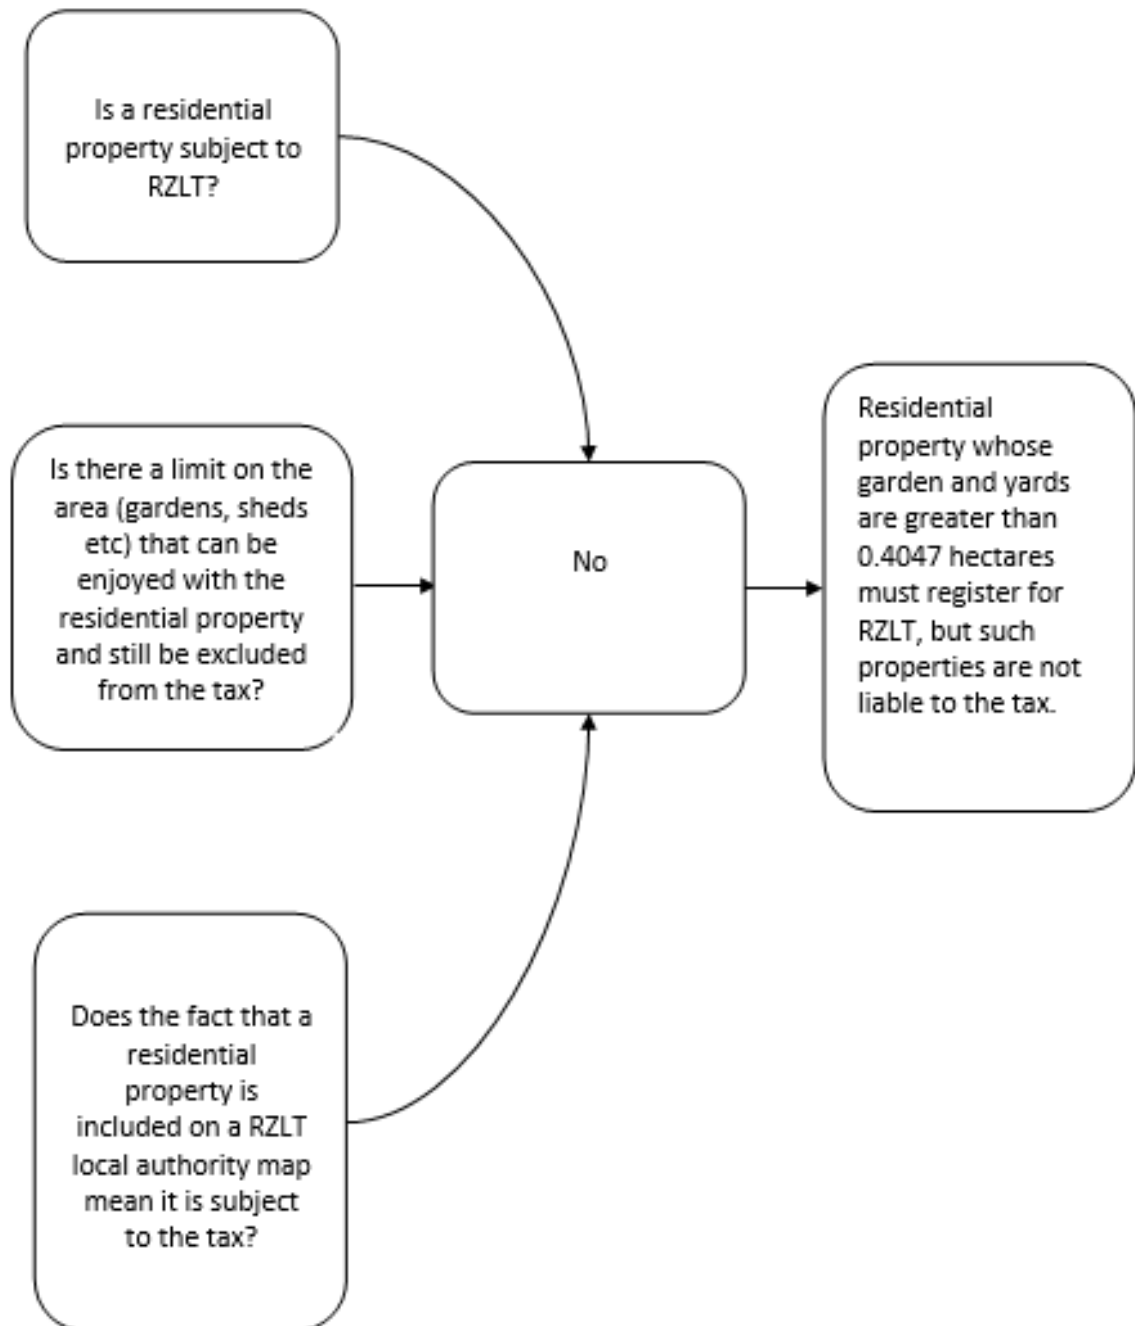 Is a residential
property subject to
RZLT?
Is there a limit on the
area (gardens, sheds
etc) that can be
enjoyed with the
residential property
and still be excluded
from the tax?
Does the fact that a
residential
property is
included on a RZLT
local authority map
mean it is subject
to the tax?
No
Residential
property whose
garden and yards
are greater than
0.4047 hectares
must register for
RZLT, but such
properties are not
liable to the tax.